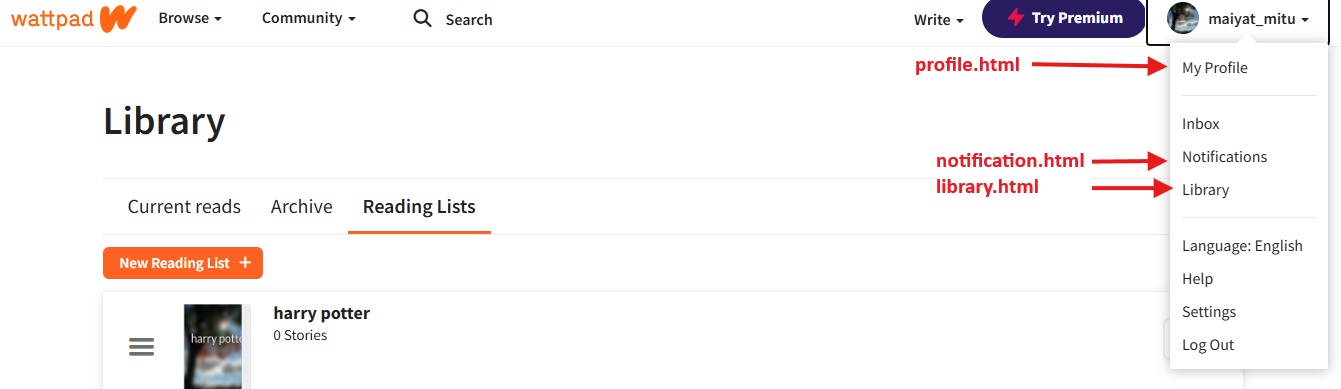 wattpad
Browse
Community
Search
Write
Try Premium
maiyat_mitu
profile.html
My Profile
Library
Inbox
notification.html
Notifications
library.html
Library
Current reads
Archive
Reading Lists
Language: English
New Reading List +
Help
harry potter
0 Stories
Settings
harry potte
Log Out